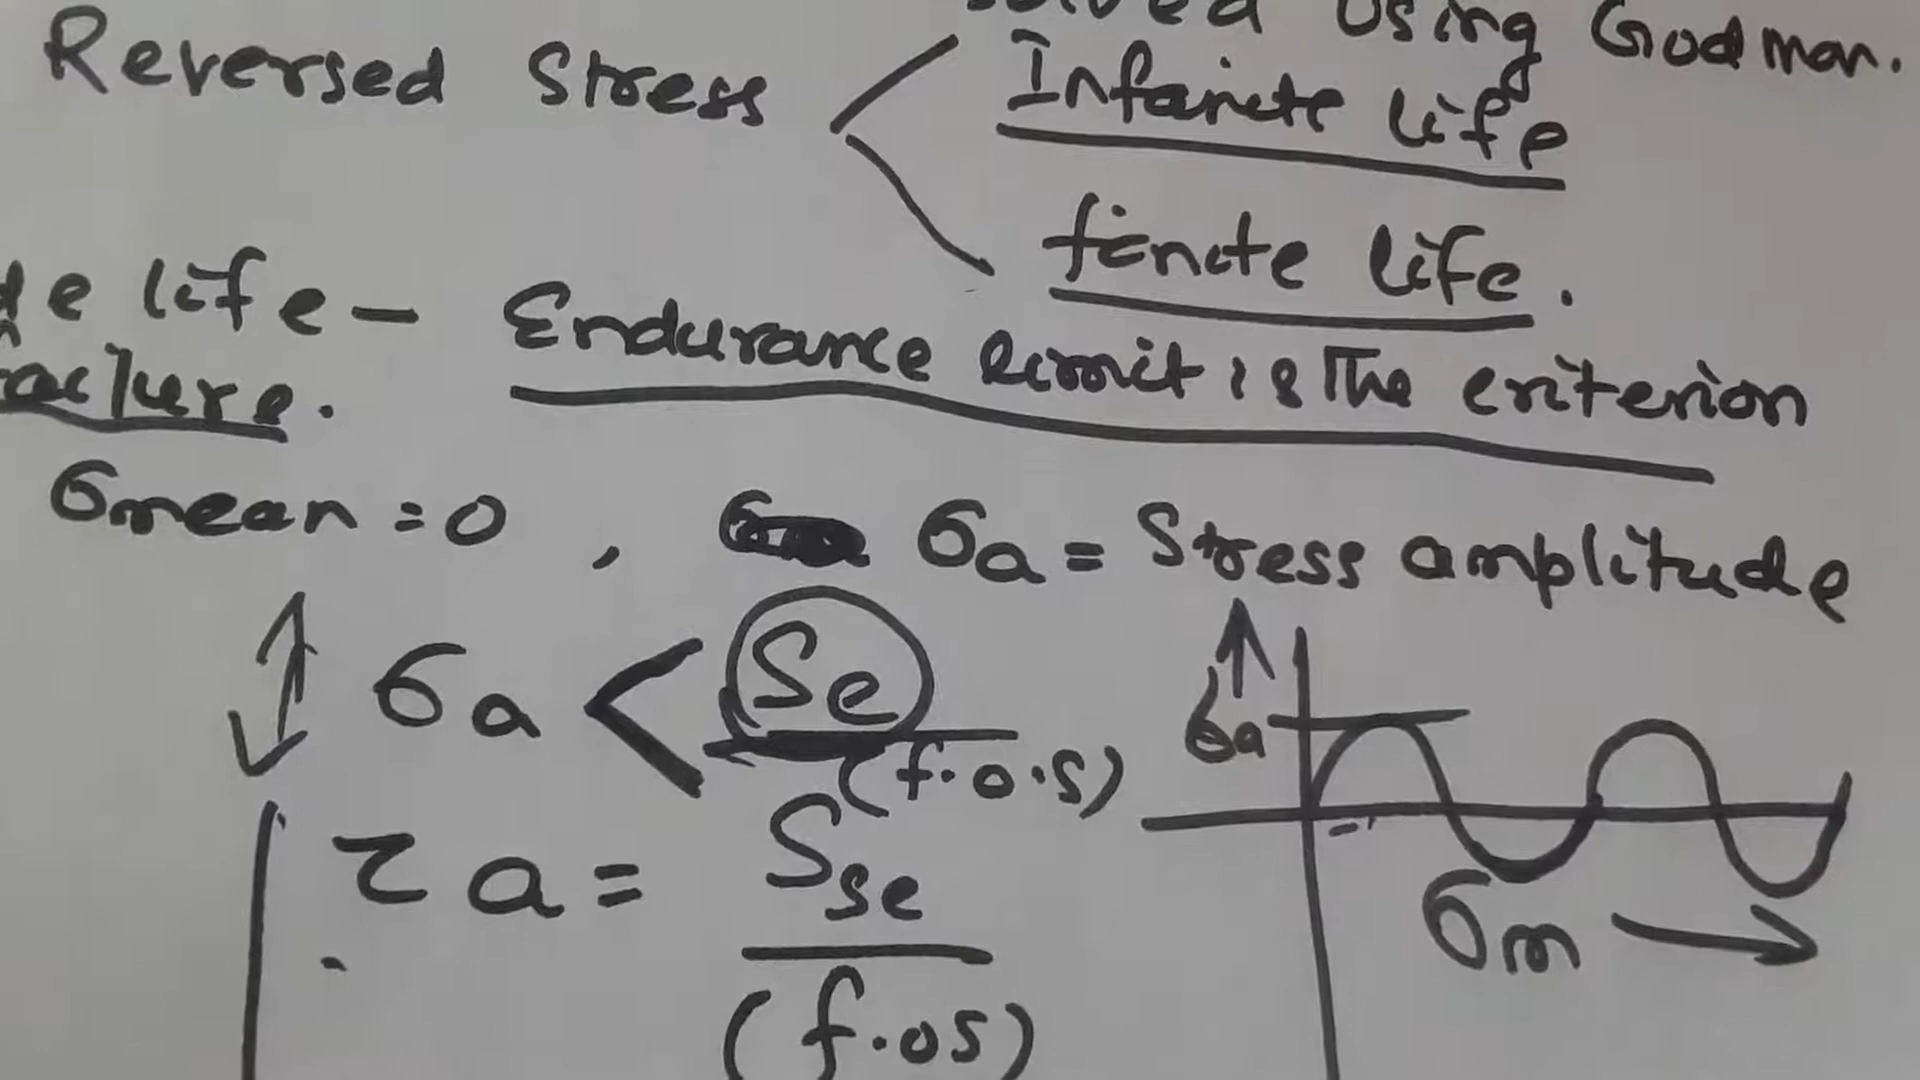 using Godman.
Reversed Stress
Infinite life
finite life.
life - Endurance limit is the criterion
σmean = 0 , σa = Stress amplitude
σa < Se
(f.o.s)
σa
τa = Sse
(f.os)
σm